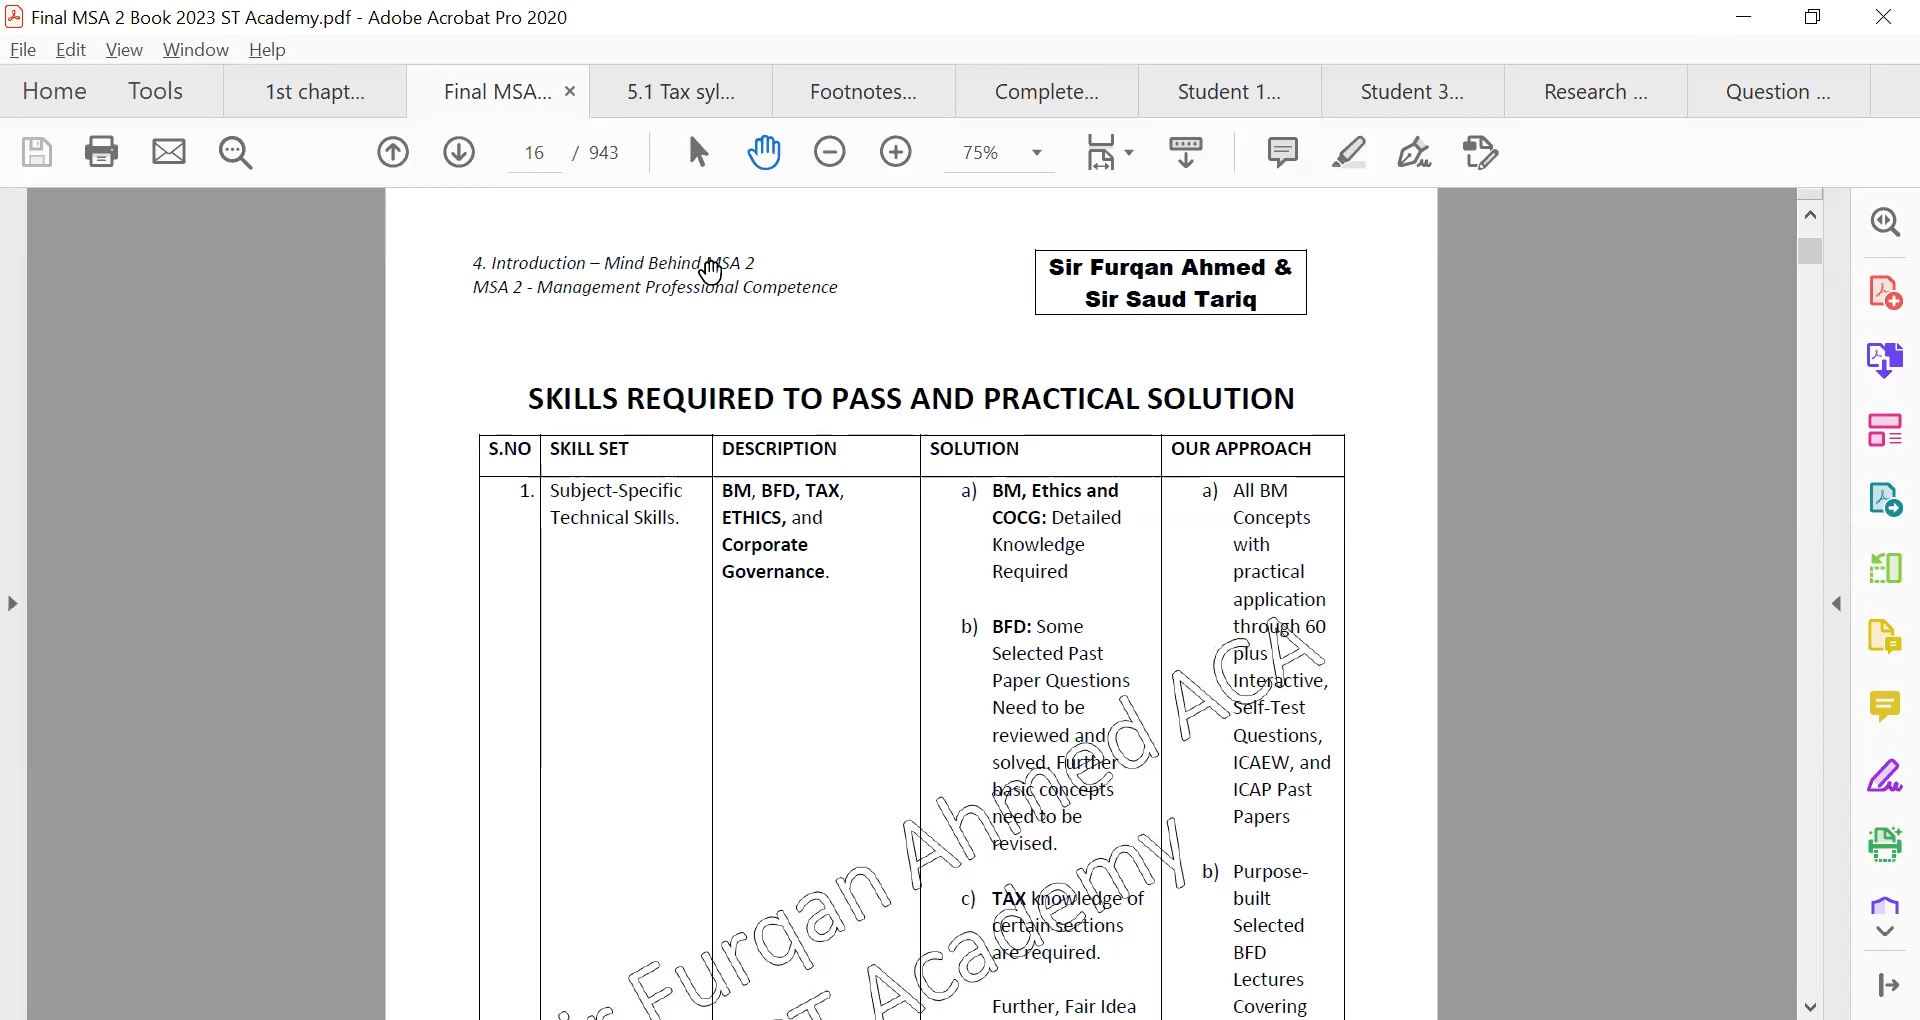 Final MSA 2 Book 2023 ST Academy.pdf - Adobe Acrobat Pro 2020
File Edit View Window Help
Home Tools 1st chapt... Final MSA... × 5.1 Tax syl... Footnotes... Complete... Student 1... Student 3... Research ... Question ...
16 / 943 75%
4. Introduction – Mind Behind MSA 2
MSA 2 - Management Professional Competence
Sir Furqan Ahmed &
Sir Saud Tariq
SKILLS REQUIRED TO PASS AND PRACTICAL SOLUTION
S.NO SKILL SET DESCRIPTION SOLUTION OUR APPROACH
1.
Subject-Specific
Technical Skills.
BM, BFD, TAX,
ETHICS, and
Corporate
Governance.
a) BM, Ethics and
COCG: Detailed
Knowledge
Required
b) BFD: Some
Selected Past
Paper Questions
Need to be
reviewed and
solved. Further
basic concepts
need to be
revised.
c) TAX knowledge of
certain sections
are required.
Further, Fair Idea
a) All BM
Concepts
with
practical
application
through 60
plus
Interactive,
Self-Test
Questions,
ICAEW, and
ICAP Past
Papers
b) Purpose-
built
Selected
BFD
Lectures
Covering
Sir Furqan Ahmed ACA
ST Academy